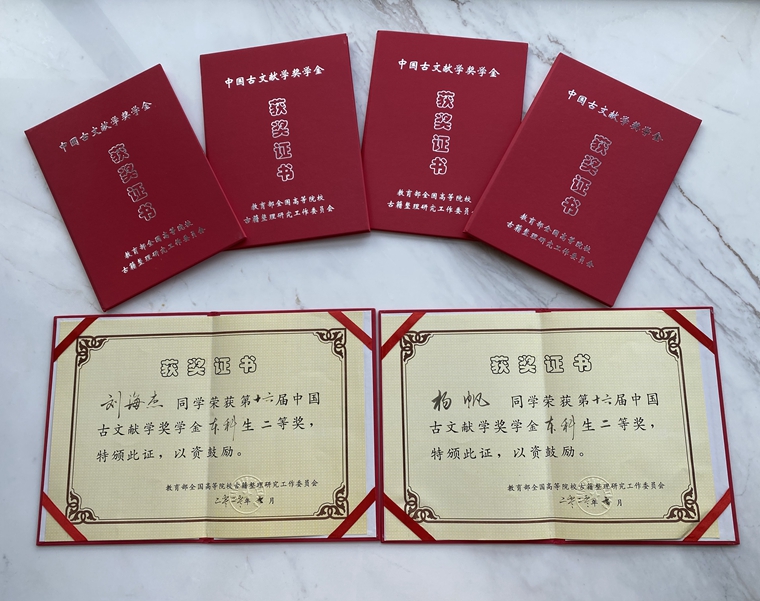 中国古文献学奖学金
获奖证书
教育部全国高等院校
古籍整理研究工作委员会
中国古文献学奖学金
获奖证书
教育部全国高等院校
古籍整理研究工作委员会
中国古文献学奖学金
获奖证书
教育部全国高等院校
古籍整理研究工作委员会
中国古文献学奖学金
获奖证书
教育部全国高等院校
古籍整理研究工作委员会
获奖证书
刘海杰 同学荣获第十六届中国
古文献学奖学金本科生二等奖，
特颁此证，以资鼓励。
教育部全国高等院校古籍整理研究工作委员会
二零二零年 月
获奖证书
杨帆 同学荣获第十六届中国
古文献学奖学金本科生二等奖，
特颁此证，以资鼓励。
教育部全国高等院校古籍整理研究工作委员会
二零二零年 月